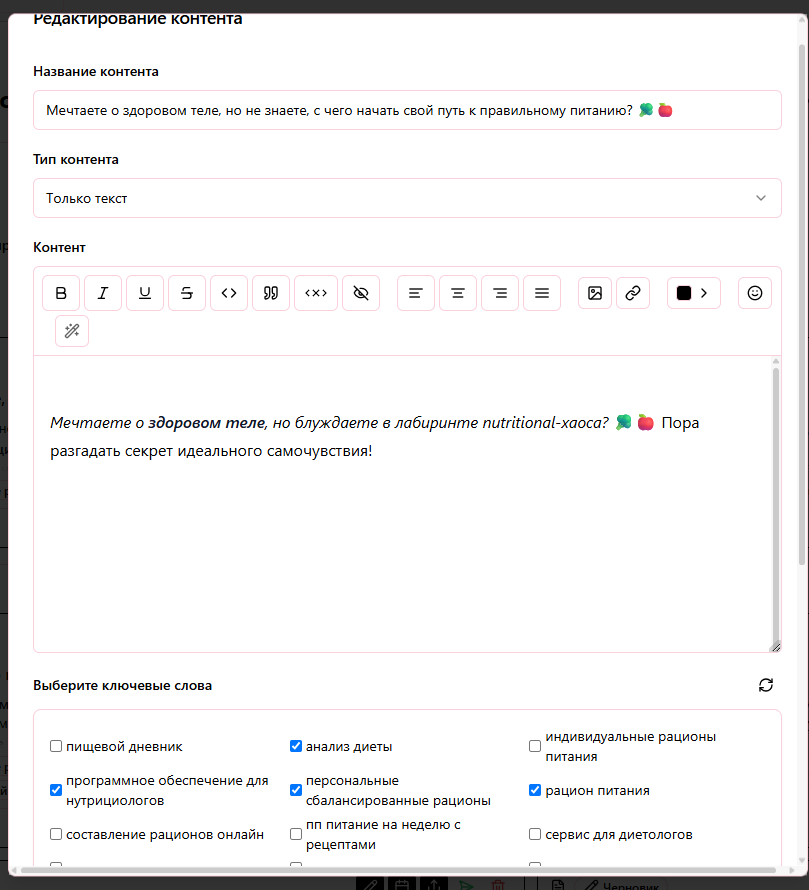 Редактирование контента
Название контента
Мечтаете о здоровом теле, но не знаете, с чего начать свой путь к правильному питанию? 🥦 🍎
Тип контента
Только текст
Контент
B I U S <> <×>
Мечтаете о здоровом теле, но блуждаете в лабиринте nutritional-хаоса? 🥦 🍎 Пора
разгадать секрет идеального самочувствия!
Выберите ключевые слова
пищевой дневник
анализ диеты
индивидуальные рационы
питания
программное обеспечение для
нутрициологов
персональные
сбалансированные рационы
рацион питания
составление рационов онлайн
пп питание на неделю с
рецептами
сервис для диетологов
Черновик